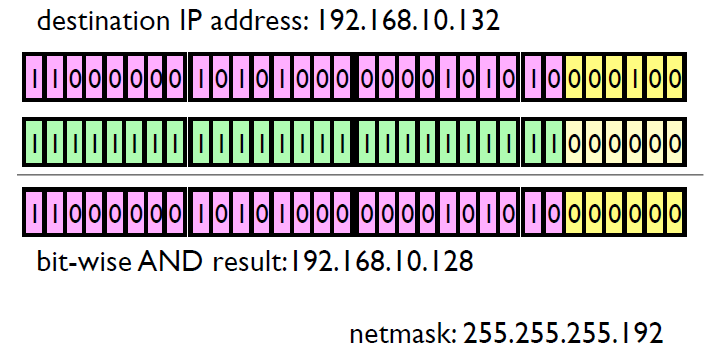 destination IP address: 192.168.10.132
11000000 10101000 00001010 10000100
11111111 11111111 11111111 11000000
11000000 10101000 00001010 10000000
bit-wise AND result:192.168.10.128
netmask: 255.255.255.192